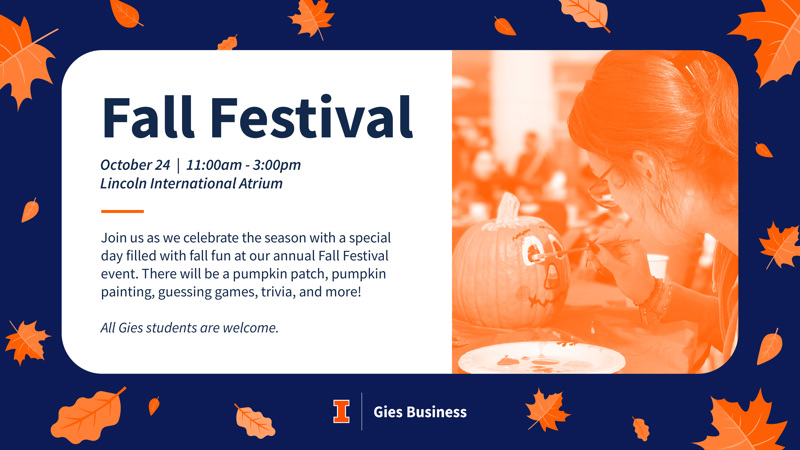 Fall Festival
October 24 | 11:00am - 3:00pm
Lincoln International Atrium
Join us as we celebrate the season with a special
day filled with fall fun at our annual Fall Festival
event. There will be a pumpkin patch, pumpkin
painting, guessing games, trivia, and more!
All Gies students are welcome.
I | Gies Business